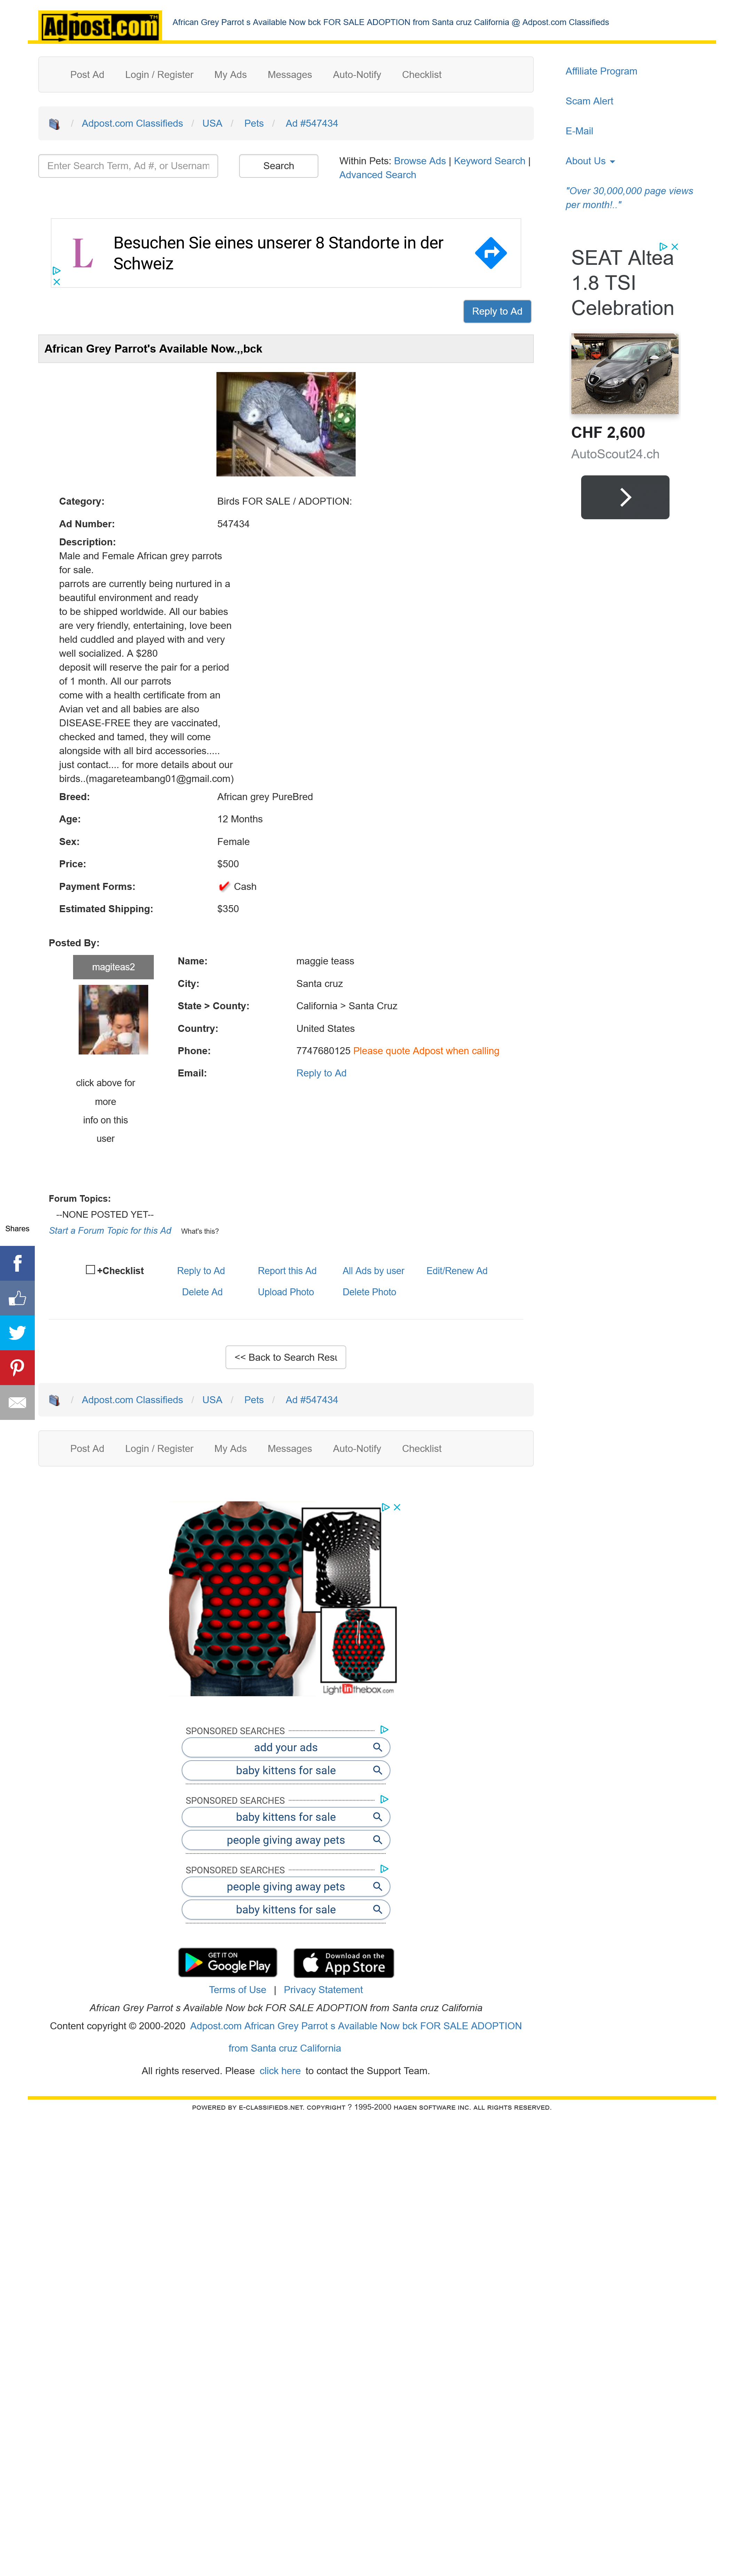 Adpost.com TM
African Grey Parrot s Available Now bck FOR SALE ADOPTION from Santa cruz California @ Adpost.com Classifieds
Post Ad Login / Register My Ads Messages Auto-Notify Checklist
/ Adpost.com Classifieds / USA / Pets / Ad #547434
Enter Search Term, Ad #, or Usernam
Search
Within Pets: Browse Ads | Keyword Search |
Advanced Search
Affiliate Program
Scam Alert
E-Mail
About Us
"Over 30,000,000 page views
per month!.."
L
Besuchen Sie eines unserer 8 Standorte in der
Schweiz
SEAT Altea
1.8 TSI
Celebration
CHF 2,600
AutoScout24.ch
Reply to Ad
African Grey Parrot's Available Now.,,bck
Category: Birds FOR SALE / ADOPTION:
Ad Number: 547434
Description:
Male and Female African grey parrots
for sale.
parrots are currently being nurtured in a
beautiful environment and ready
to be shipped worldwide. All our babies
are very friendly, entertaining, love been
held cuddled and played with and very
well socialized. A $280
deposit will reserve the pair for a period
of 1 month. All our parrots
come with a health certificate from an
Avian vet and all babies are also
DISEASE-FREE they are vaccinated,
checked and tamed, they will come
alongside with all bird accessories.....
just contact.... for more details about our
birds..(magareteambang01@gmail.com)
Breed: African grey PureBred
Age: 12 Months
Sex: Female
Price: $500
Payment Forms: Cash
Estimated Shipping: $350
Posted By:
magiteas2
click above for
more
info on this
user
Name: maggie teass
City: Santa cruz
State > County: California > Santa Cruz
Country: United States
Phone: 7747680125 Please quote Adpost when calling
Email: Reply to Ad
Forum Topics:
--NONE POSTED YET--
Start a Forum Topic for this Ad What's this?
Shares
+Checklist Reply to Ad Report this Ad All Ads by user Edit/Renew Ad
Delete Ad Upload Photo Delete Photo
<< Back to Search Resu
/ Adpost.com Classifieds / USA / Pets / Ad #547434
Post Ad Login / Register My Ads Messages Auto-Notify Checklist
Lightinthebox.com
SPONSORED SEARCHES
add your ads
baby kittens for sale
SPONSORED SEARCHES
baby kittens for sale
people giving away pets
SPONSORED SEARCHES
people giving away pets
baby kittens for sale
GET IT ON Google Play
Download on the App Store
Terms of Use | Privacy Statement
African Grey Parrot s Available Now bck FOR SALE ADOPTION from Santa cruz California
Content copyright © 2000-2020 Adpost.com African Grey Parrot s Available Now bck FOR SALE ADOPTION
from Santa cruz California
All rights reserved. Please click here to contact the Support Team.
POWERED BY E-CLASSIFIEDS.NET. COPYRIGHT ? 1995-2000 HAGEN SOFTWARE INC. ALL RIGHTS RESERVED.